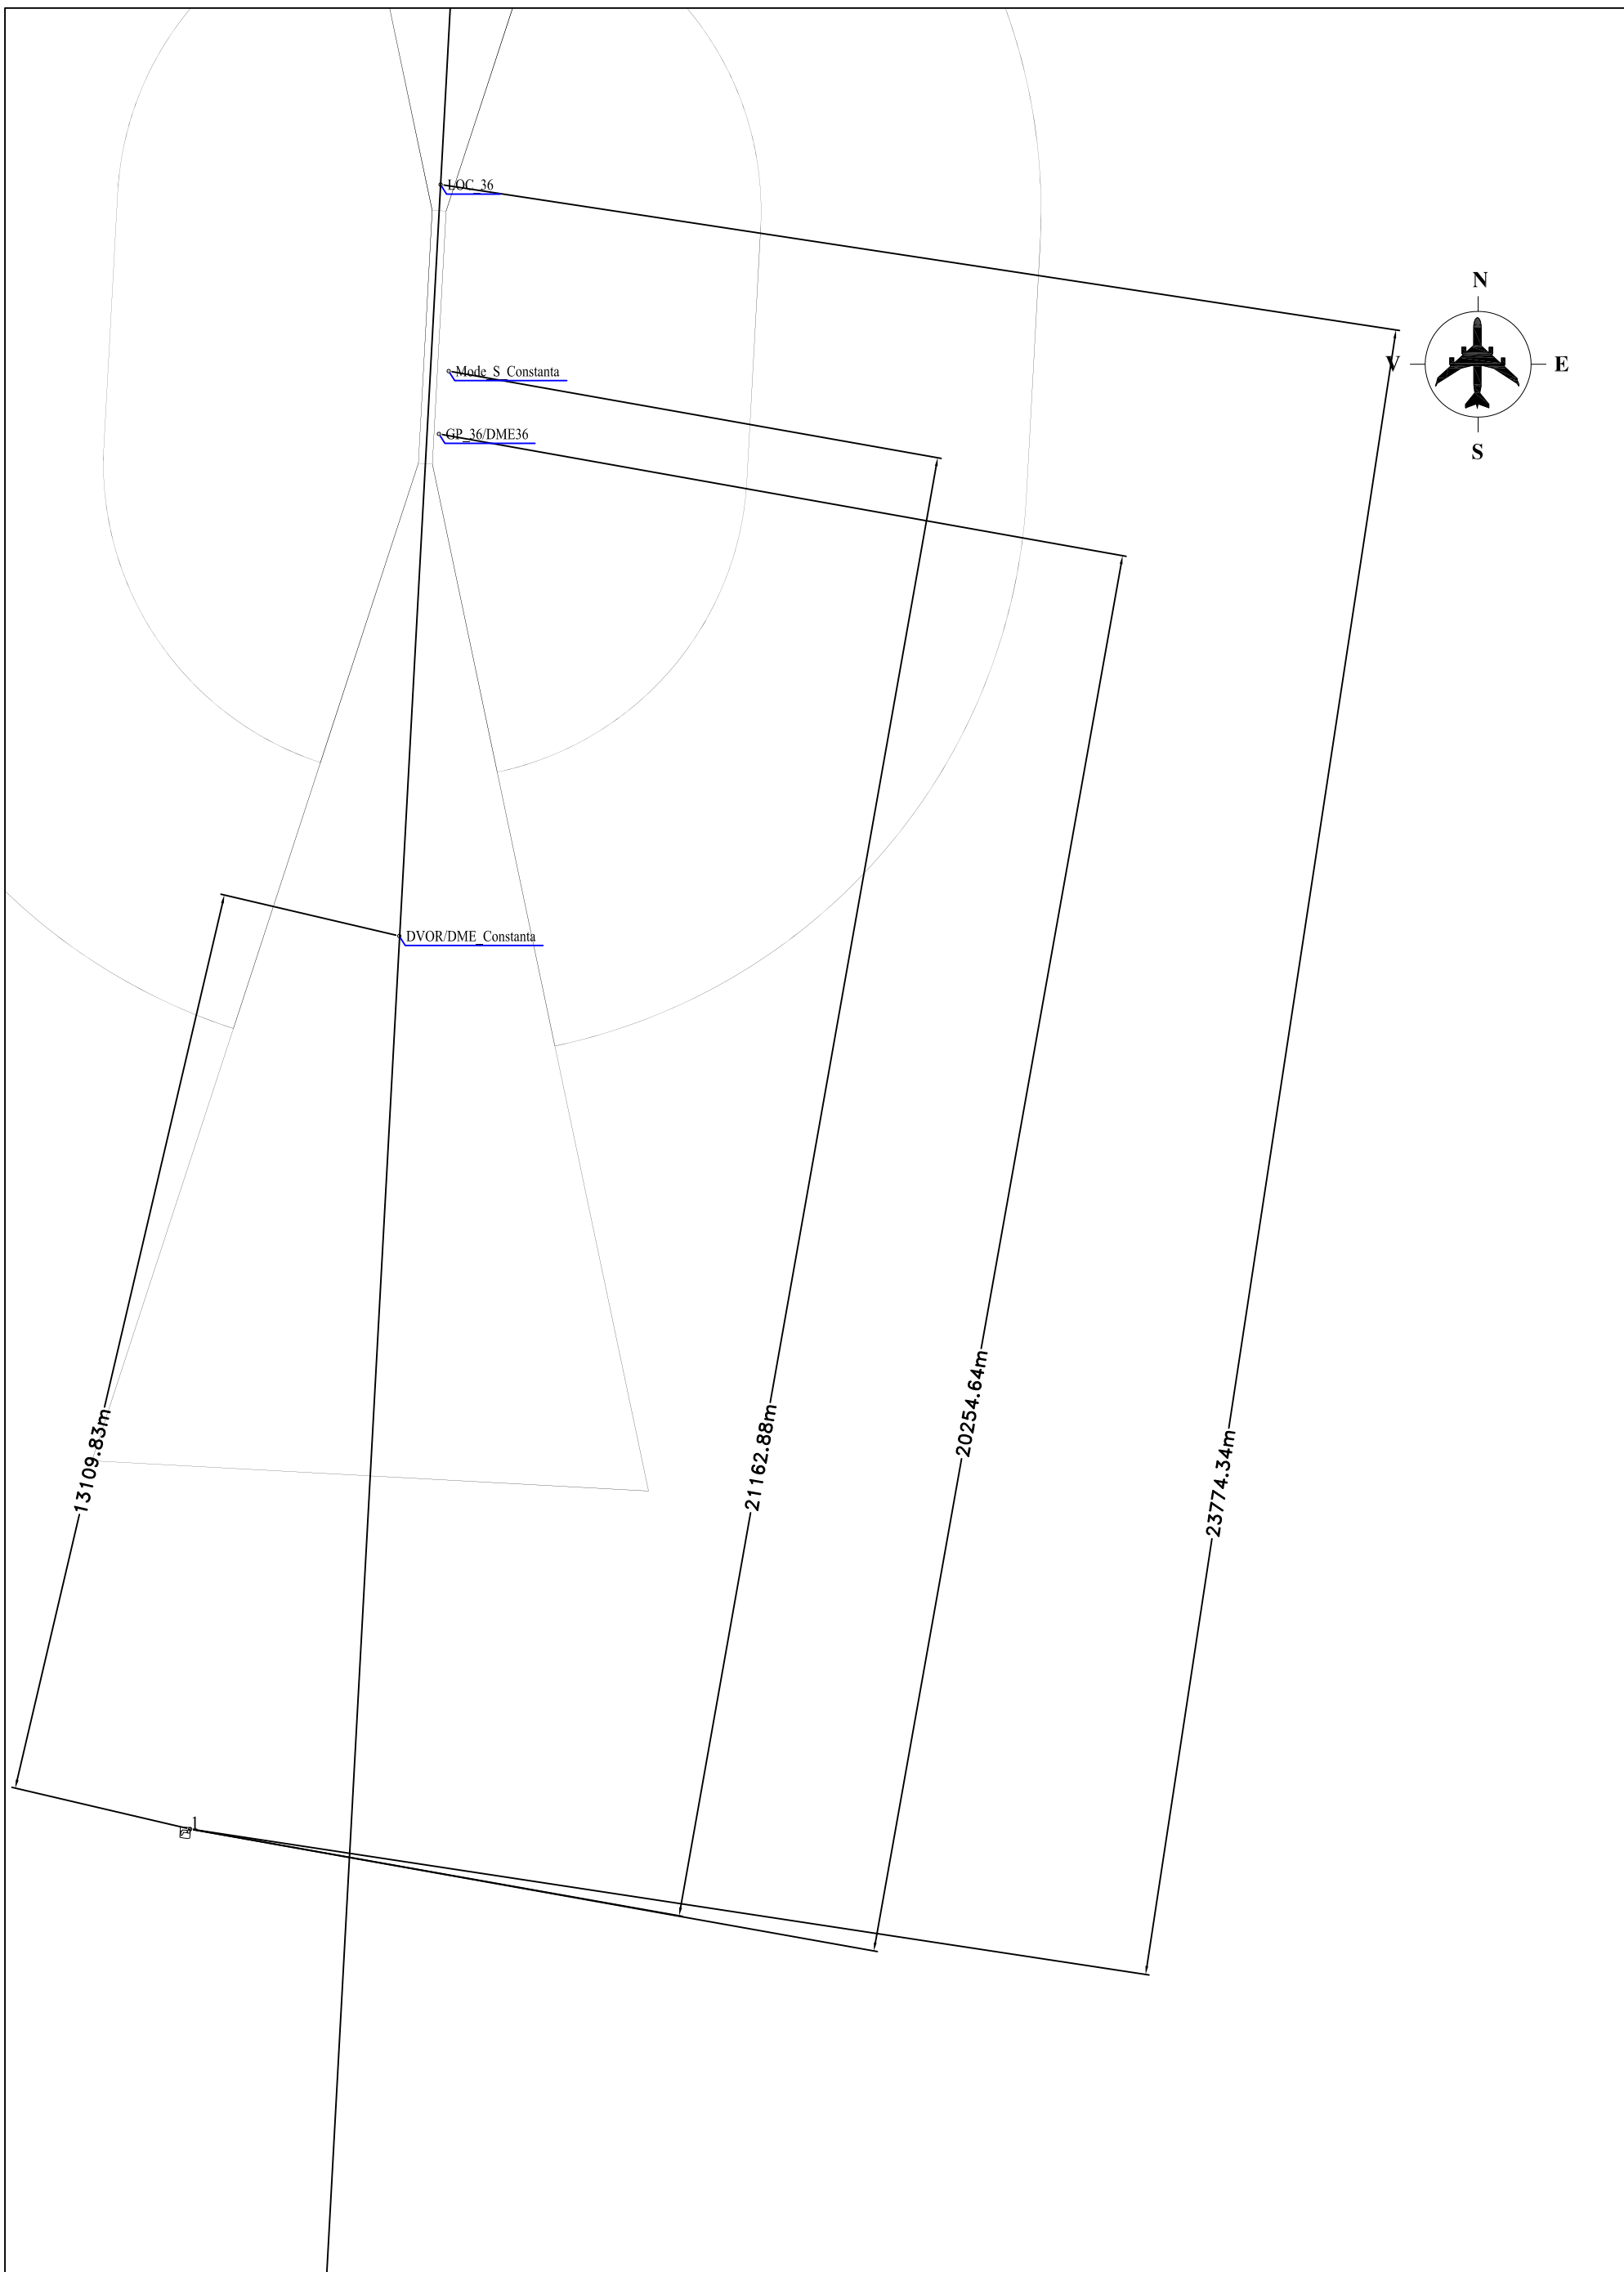 LOC_36
N
V
E
S
Mode_S_Constanta
GP_36/DME36
DVOR/DME_Constanta
13109.83m
21162.88m
20254.64m
23774.34m
1